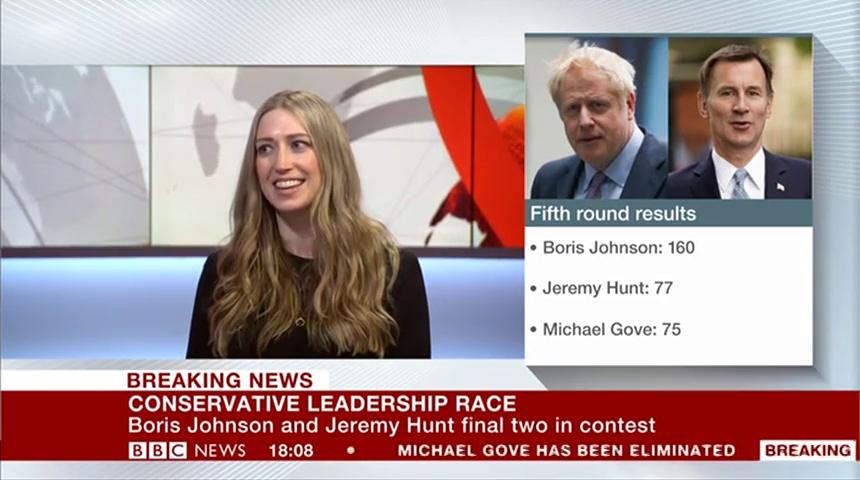 Fifth round results
• Boris Johnson: 160
• Jeremy Hunt: 77
• Michael Gove: 75
BREAKING NEWS
CONSERVATIVE LEADERSHIP RACE
Boris Johnson and Jeremy Hunt final two in contest
BBC NEWS 18:08 • MICHAEL GOVE HAS BEEN ELIMINATED BREAKING